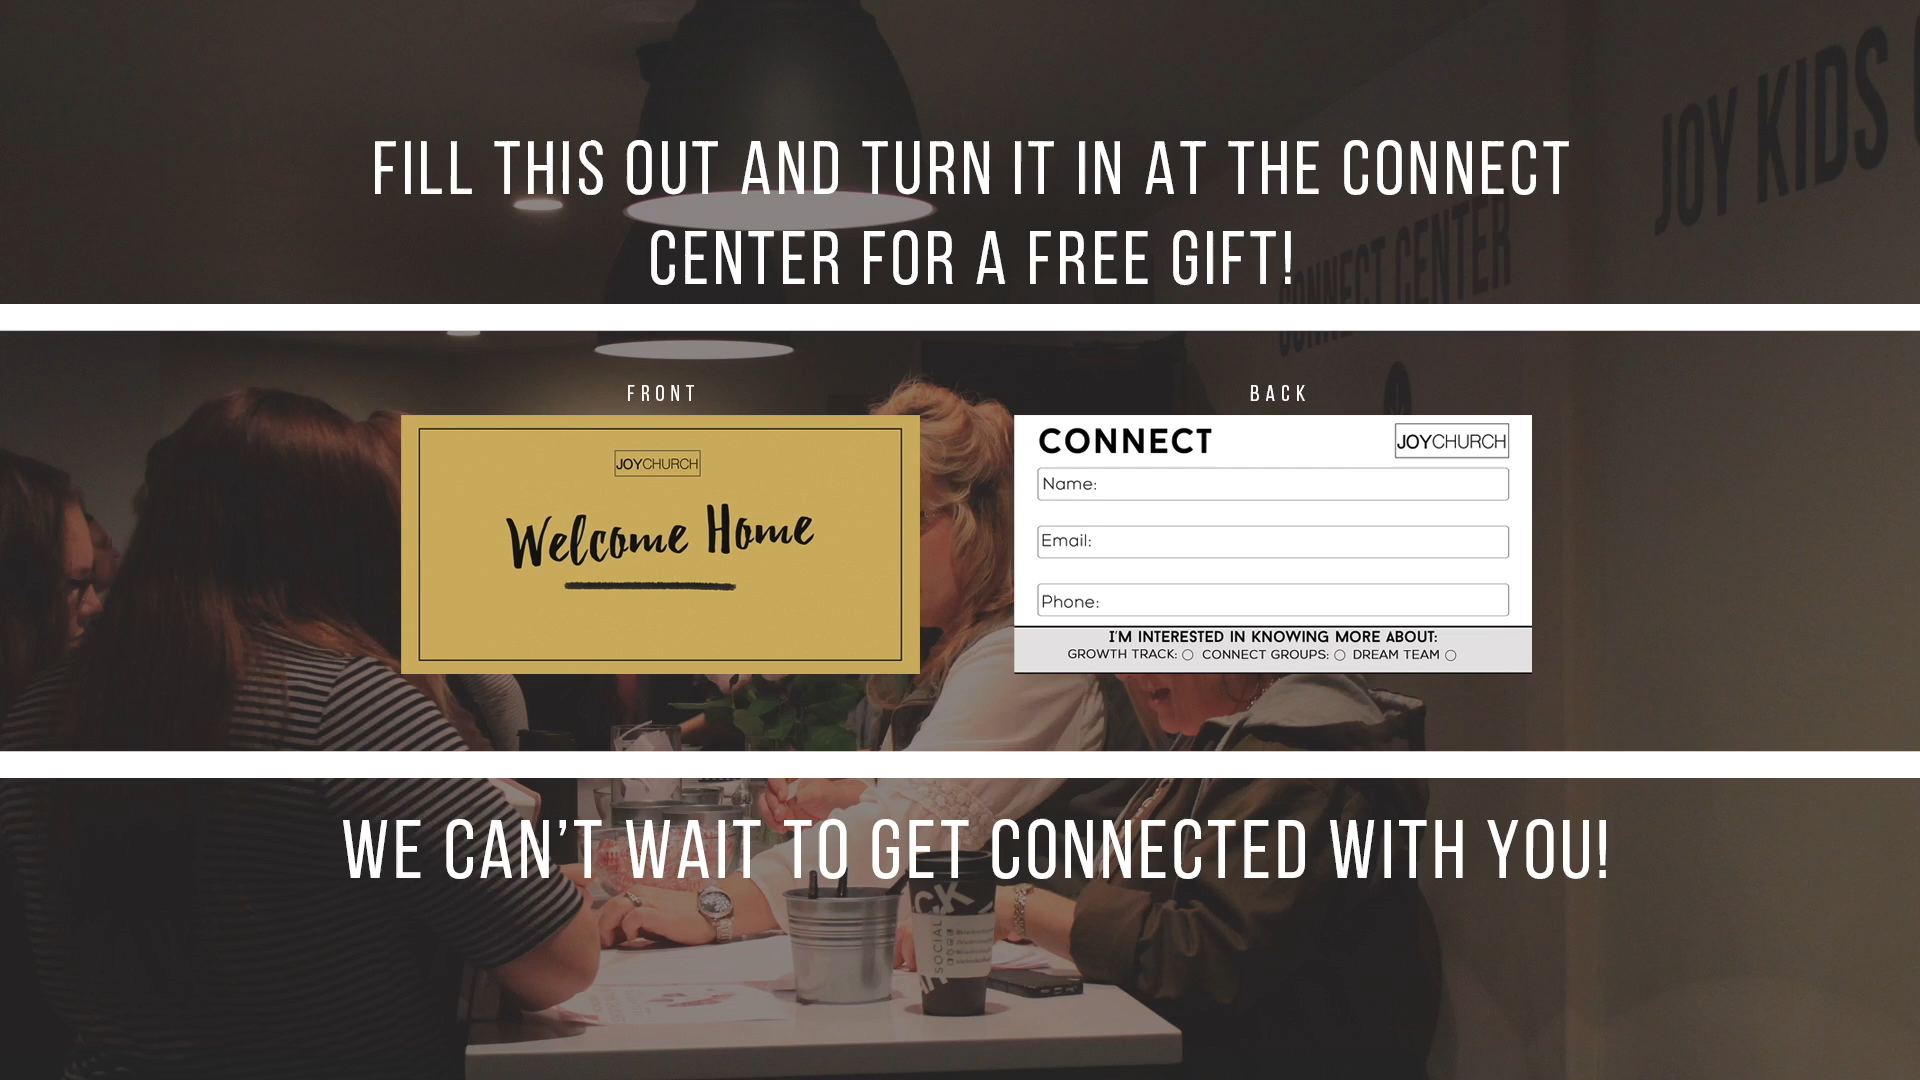 FILL THIS OUT AND TURN IT IN AT THE CONNECT
CENTER FOR A FREE GIFT!
JOY KIDS
CONNECT CENTER
FRONT
BACK
JOYCHURCH
Welcome Home
CONNECT
JOYCHURCH
Name:
Email:
Phone:
I'M INTERESTED IN KNOWING MORE ABOUT:
GROWTH TRACK: CONNECT GROUPS: DREAM TEAM
WE CAN'T WAIT TO GET CONNECTED WITH YOU!
SOCIAL